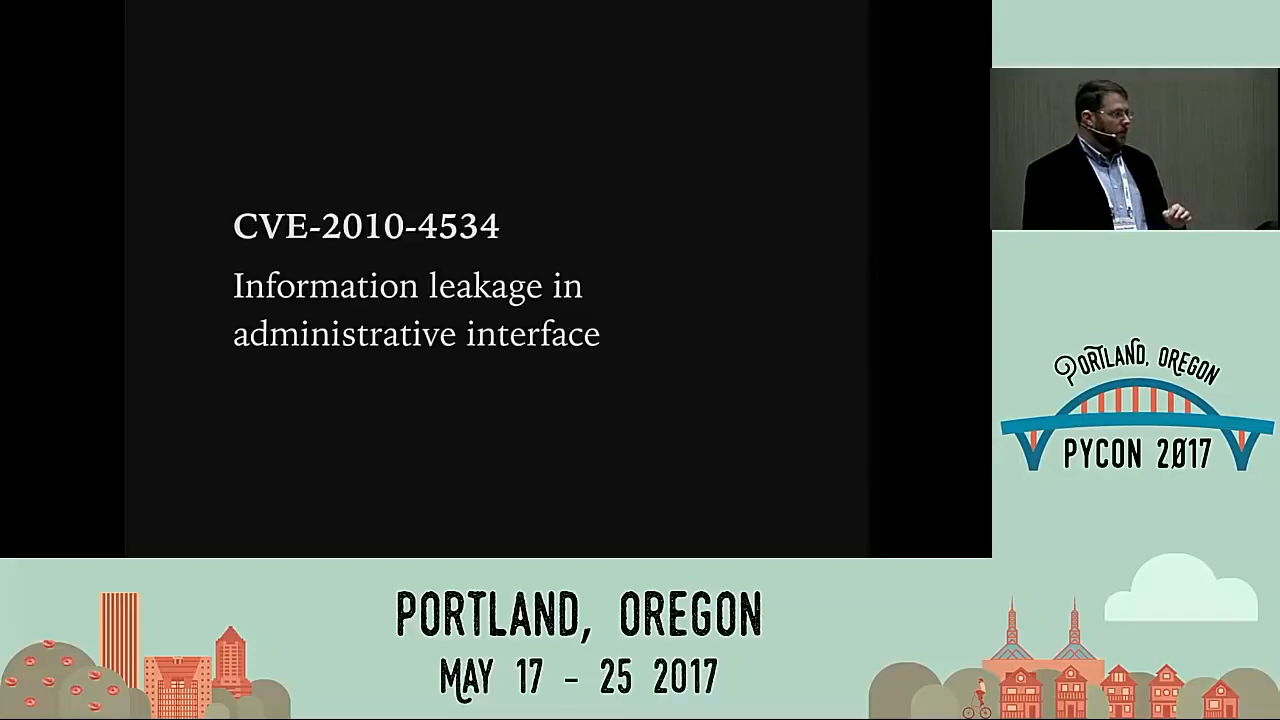 CVE-2010-4534
Information leakage in
administrative interface
PORTLAND, OREGON
PYCON 2017
PORTLAND, OREGON
MAY 17 - 25 2017